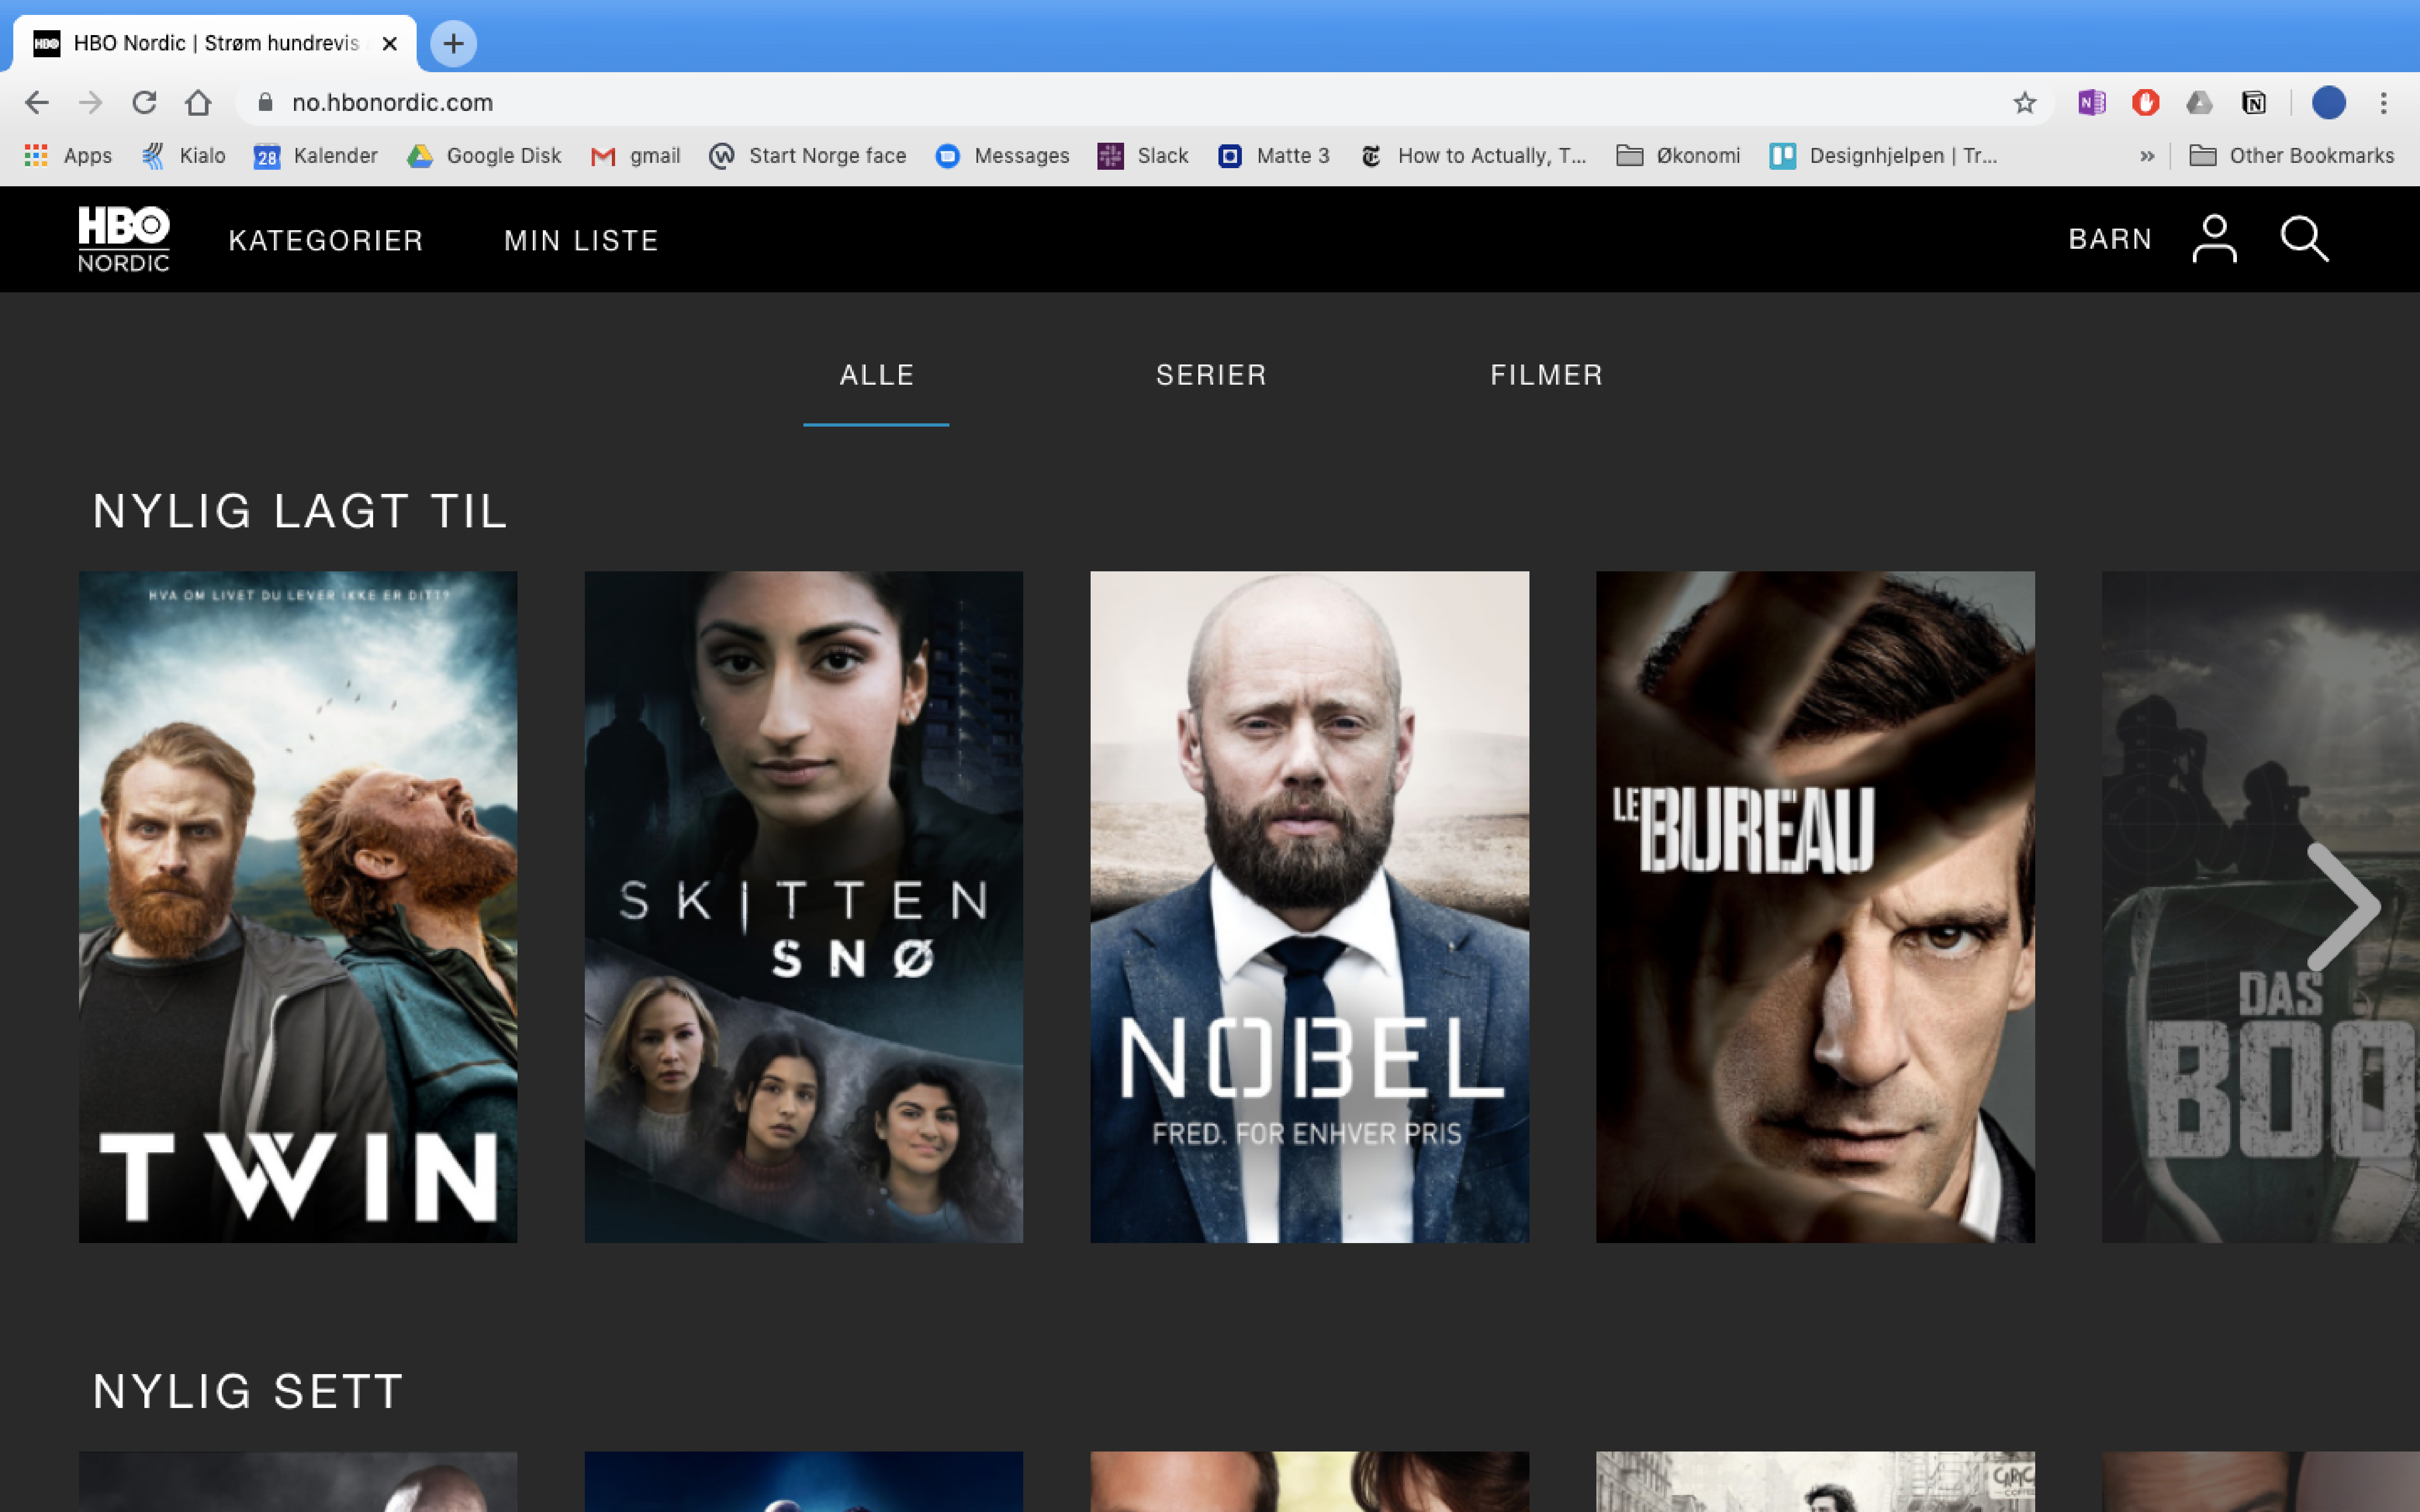 HBO Nordic | Strøm hundrevis
no.hbonordic.com
Apps Kialo 28 Kalender Google Disk gmail Start Norge face Messages Slack Matte 3 How to Actually, T... Økonomi Designhjelpen | Tr... » Other Bookmarks
HBO NORDIC KATEGORIER MIN LISTE BARN
ALLE SERIER FILMER
NYLIG LAGT TIL
HVA OM LIVET DU LEVER IKKE ER DITT?
TWIN
SKITTEN
SNØ
NOBEL
FRED. FOR ENHVER PRIS
LE BUREAU
DAS
BOO
NYLIG SETT